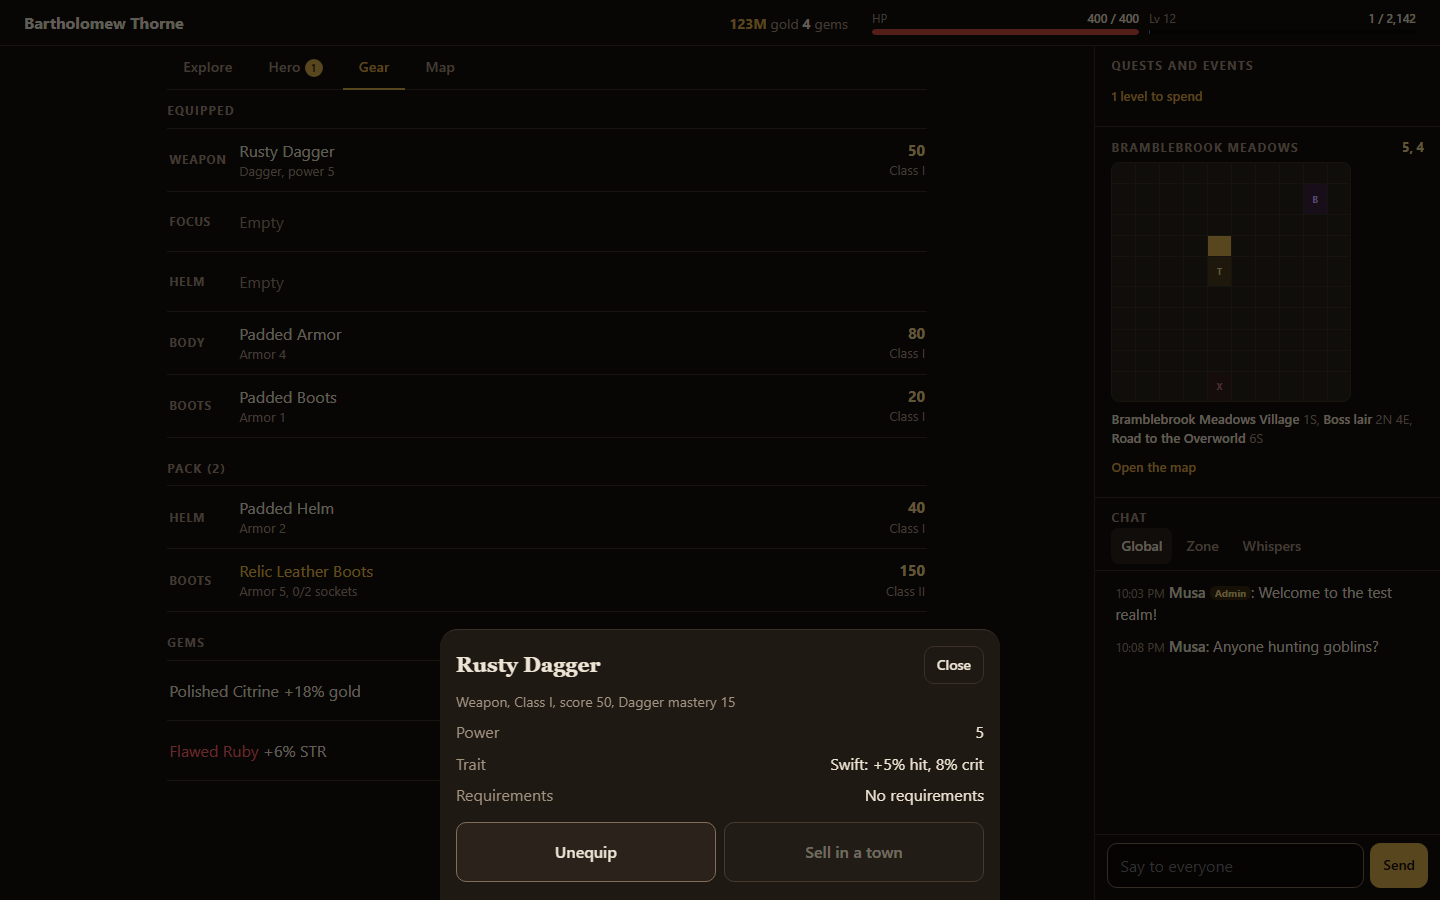 Bartholomew Thorne
123M gold 4 gems
HP 400 / 400
Lv 12 1 / 2,142
Explore
Hero 1
Gear
Map
EQUIPPED
WEAPON
Rusty Dagger
Dagger, power 5
50
Class I
FOCUS
Empty
HELM
Empty
BODY
Padded Armor
Armor 4
80
Class I
BOOTS
Padded Boots
Armor 1
20
Class I
PACK (2)
HELM
Padded Helm
Armor 2
40
Class I
BOOTS
Relic Leather Boots
Armor 5, 0/2 sockets
150
Class II
GEMS
Polished Citrine +18% gold
Flawed Ruby +6% STR
Rusty Dagger
Close
Weapon, Class I, score 50, Dagger mastery 15
Power 5
Trait Swift: +5% hit, 8% crit
Requirements No requirements
Unequip
Sell in a town
QUESTS AND EVENTS
1 level to spend
BRAMBLEBROOK MEADOWS 5, 4
B
T
X
Bramblebrook Meadows Village 1S, Boss lair 2N 4E,
Road to the Overworld 6S
Open the map
CHAT
Global
Zone
Whispers
10:03 PM Musa Admin: Welcome to the test
realm!
10:08 PM Musa: Anyone hunting goblins?
Say to everyone
Send